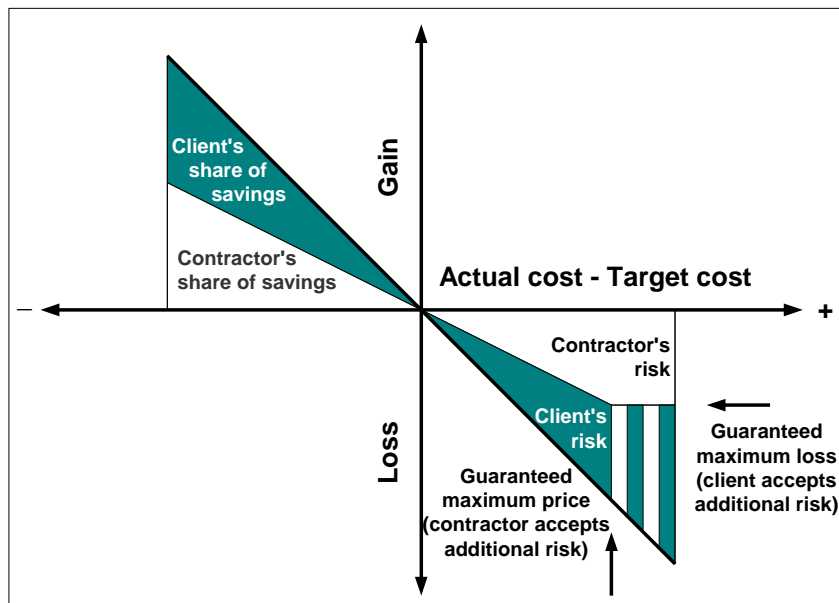 Client's
share of
savings
Contractor's
share of savings
Gain
Actual cost - Target cost
–
+
Contractor's
risk
Client's
risk
Loss
Guaranteed
maximum price
(contractor accepts
additional risk)
Guaranteed
maximum loss
(client accepts
additional risk)